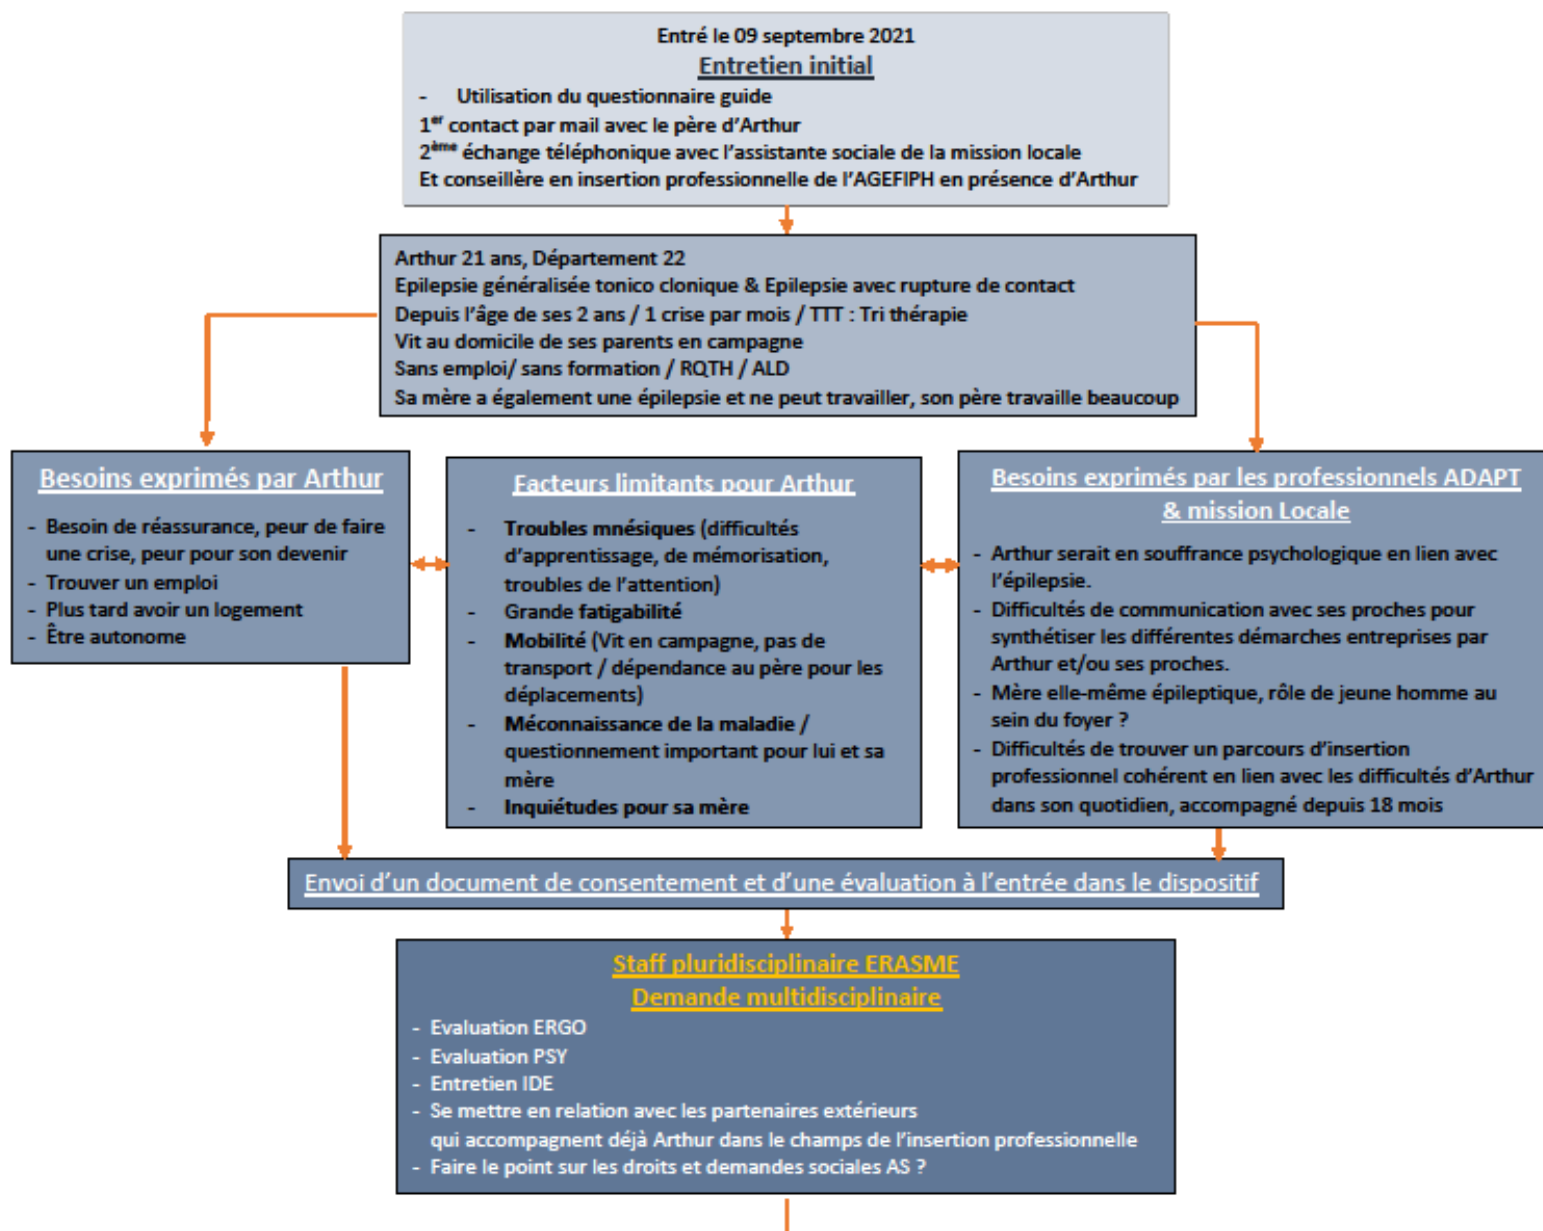 Entré le 09 septembre 2021
Entretien initial
- Utilisation du questionnaire guide
1er contact par mail avec le père d'Arthur
2ème échange téléphonique avec l'assistante sociale de la mission locale
Et conseillère en insertion professionnelle de l'AGEFIPH en présence d'Arthur
Arthur 21 ans, Département 22
Epilepsie généralisée tonico clonique & Epilepsie avec rupture de contact
Depuis l'âge de ses 2 ans / 1 crise par mois / TTT : Tri thérapie
Vit au domicile de ses parents en campagne
Sans emploi/ sans formation / RQTH / ALD
Sa mère a également une épilepsie et ne peut travailler, son père travaille beaucoup
Besoins exprimés par Arthur
- Besoin de réassurance, peur de faire
une crise, peur pour son devenir
- Trouver un emploi
- Plus tard avoir un logement
- Être autonome
Facteurs limitants pour Arthur
- Troubles mnésiques (difficultés
d'apprentissage, de mémorisation,
troubles de l'attention)
- Grande fatigabilité
- Mobilité (Vit en campagne, pas de
transport / dépendance au père pour les
déplacements)
- Méconnaissance de la maladie /
questionnement important pour lui et sa
mère
- Inquiétudes pour sa mère
Besoins exprimés par les professionnels ADAPT
& mission Locale
- Arthur serait en souffrance psychologique en lien avec
l'épilepsie.
- Difficultés de communication avec ses proches pour
synthétiser les différentes démarches entreprises par
Arthur et/ou ses proches.
- Mère elle-même épileptique, rôle de jeune homme au
sein du foyer ?
- Difficultés de trouver un parcours d'insertion
professionnel cohérent en lien avec les difficultés d'Arthur
dans son quotidien, accompagné depuis 18 mois
Envoi d'un document de consentement et d'une évaluation à l'entrée dans le dispositif
Staff pluridisciplinaire ERASME
Demande multidisciplinaire
- Evaluation ERGO
- Evaluation PSY
- Entretien IDE
- Se mettre en relation avec les partenaires extérieurs
qui accompagnent déjà Arthur dans le champs de l'insertion professionnelle
- Faire le point sur les droits et demandes sociales AS ?